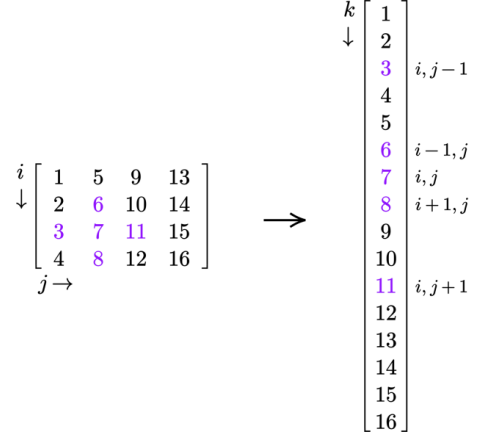 i
↓
1 5 9 13
2 6 10 14
3 7 11 15
4 8 12 16
j →
→
k
↓
1
2
3 i, j − 1
4
5
6 i − 1, j
7 i, j
8 i + 1, j
9
10
11 i, j + 1
12
13
14
15
16